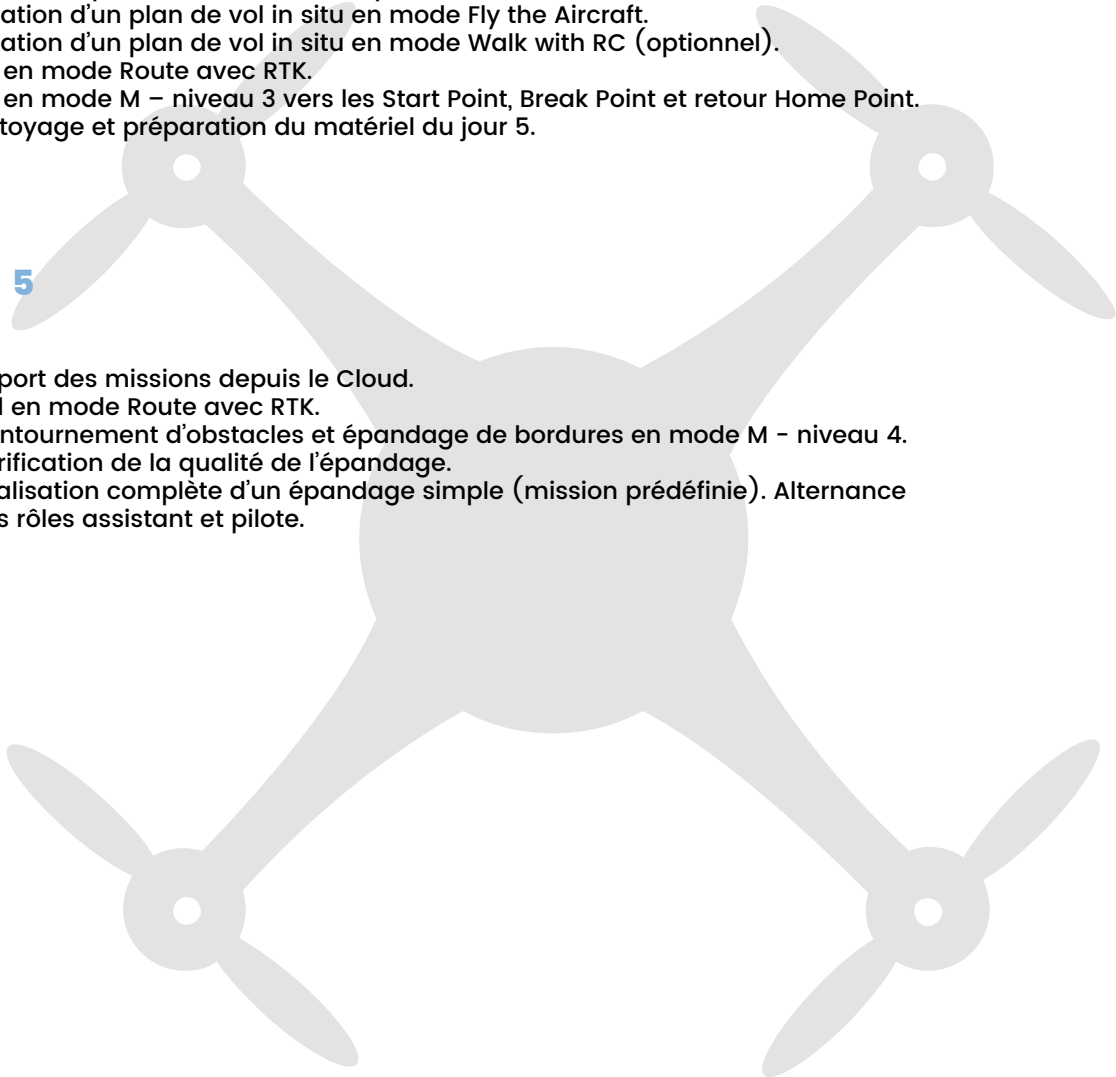 ation d’un plan de vol in situ en mode Fly the Aircraft.
ation d’un plan de vol in situ en mode Walk with RC (optionnel).
en mode Route avec RTK.
en mode M – niveau 3 vers les Start Point, Break Point et retour Home Point.
toyage et préparation du matériel du jour 5.
5
port des missions depuis le Cloud.
l en mode Route avec RTK.
ntournement d’obstacles et épandage de bordures en mode M - niveau 4.
rification de la qualité de l’épandage.
alisation complète d’un épandage simple (mission prédéfinie). Alternance
s rôles assistant et pilote.